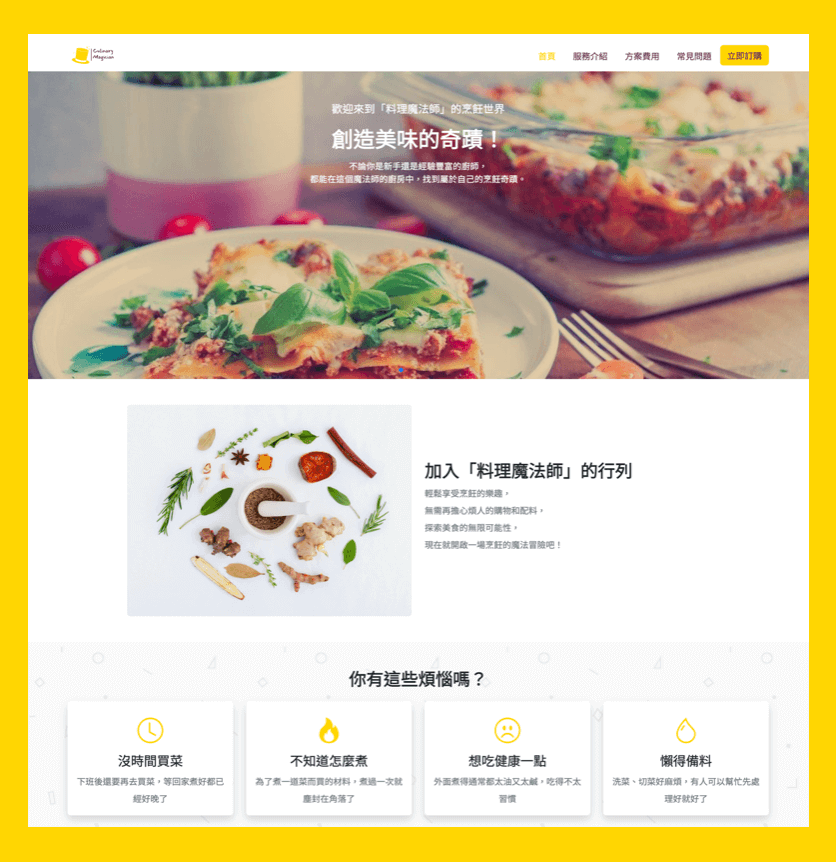 Culinary
Magician
首頁 服務介紹 方案費用 常見問題 立即訂購
歡迎來到「料理魔法師」的烹飪世界
創造美味的奇蹟！
不論你是新手還是經驗豐富的廚師，
都能在這個魔法師的廚房中，找到屬於自己的烹飪奇蹟。
加入「料理魔法師」的行列
輕鬆享受烹飪的樂趣，
無需再擔心煩人的購物和配料，
探索美食的無限可能性，
現在就開啟一場烹飪的魔法冒險吧！
你有這些煩惱嗎？
沒時間買菜
下班後還要再去買菜，等回家煮好都已
經好晚了
不知道怎麼煮
為了煮一道菜而買的材料，煮過一次就
塵封在角落了
想吃健康一點
外面煮得通常都太油又太鹹，吃得不太
習慣
懶得備料
洗菜、切菜好麻煩，有人可以幫忙先處
理好就好了